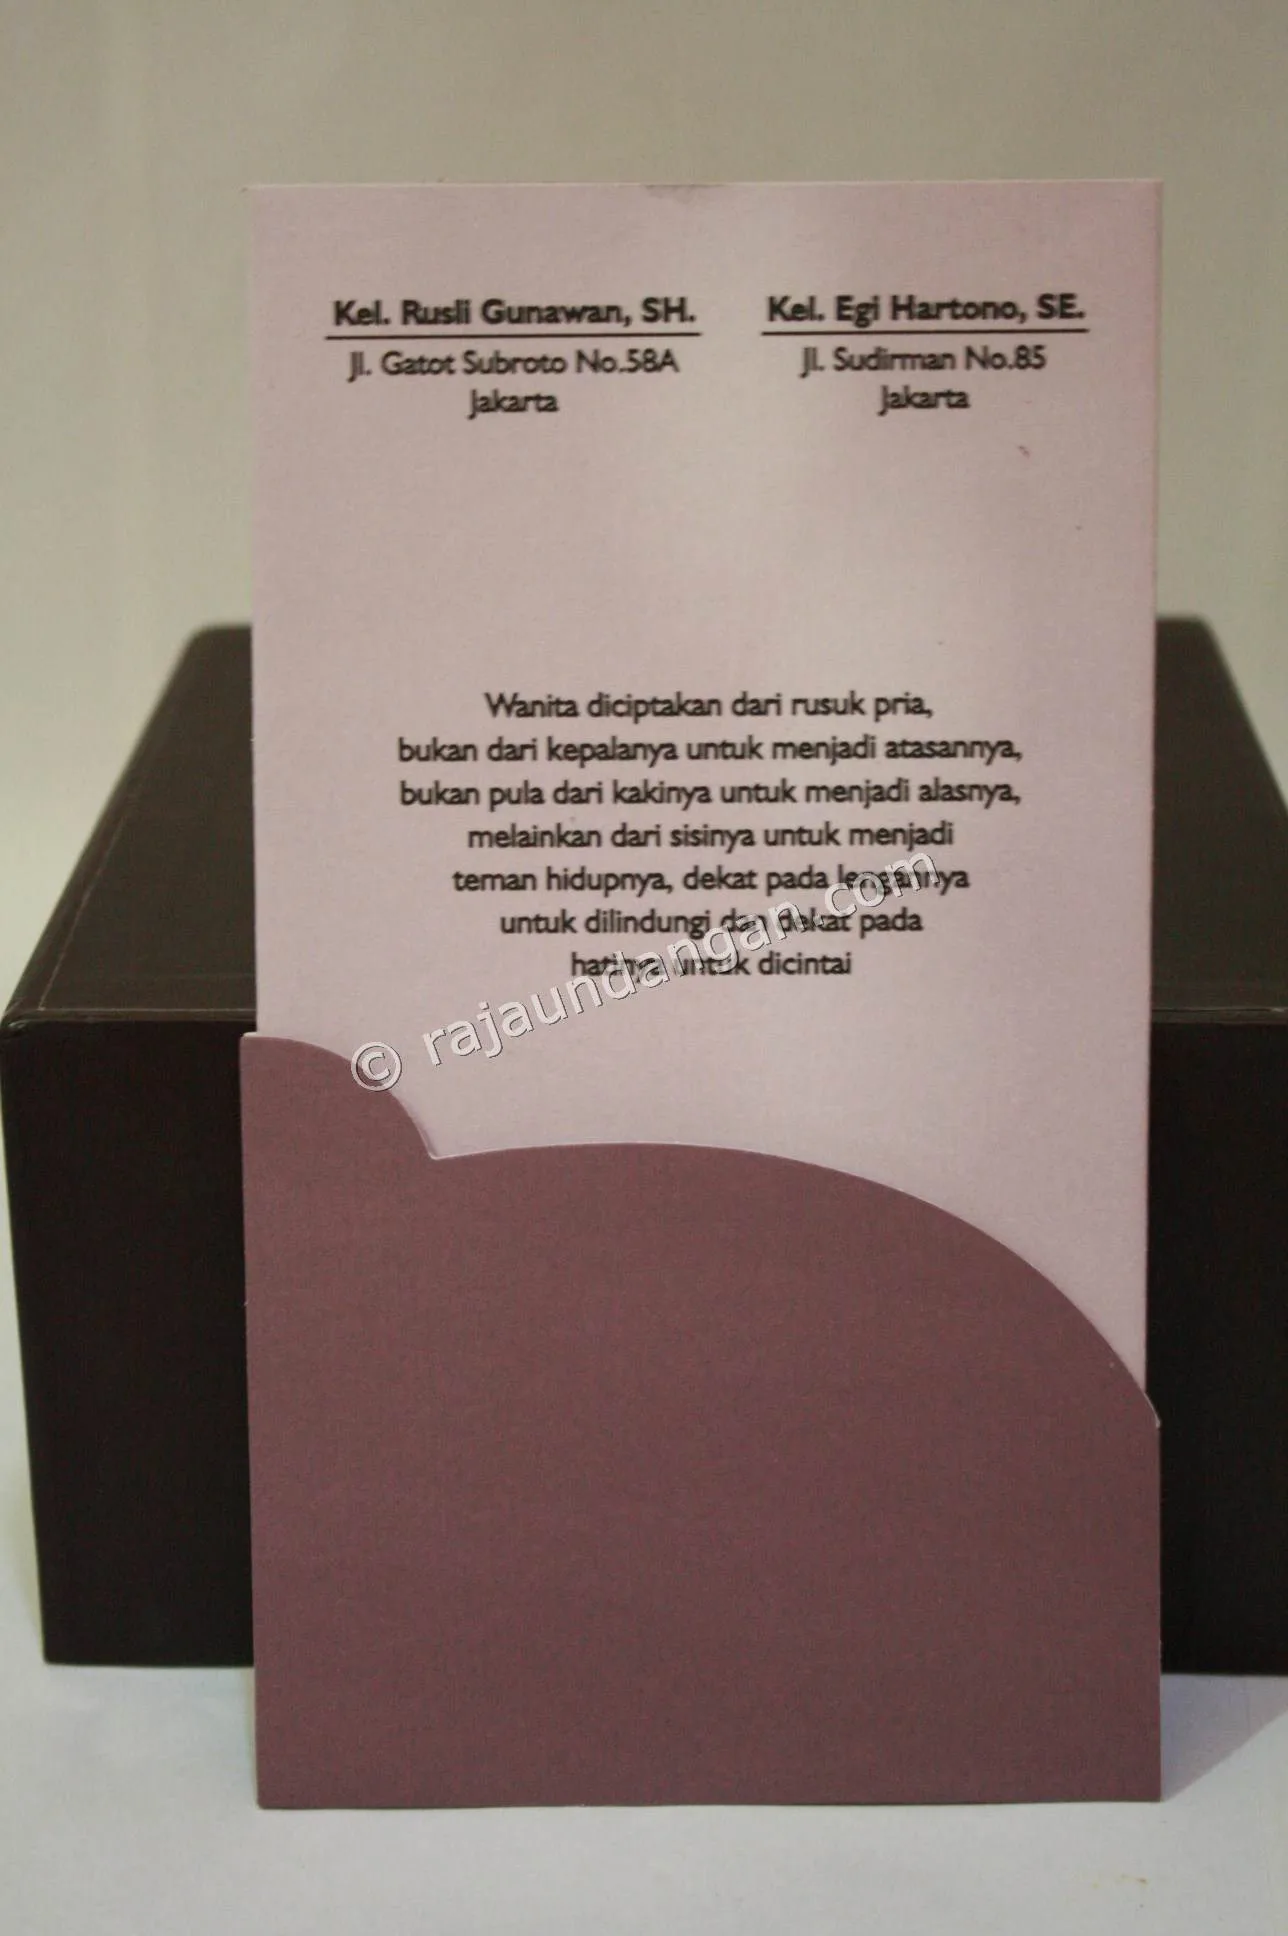 Kel. Rusli Gunawan, SH.
Jl. Gatot Subroto No.58A
Jakarta
Kel. Egi Hartono, SE.
Jl. Sudirman No.85
Jakarta
Wanita diciptakan dari rusuk pria,
bukan dari kepalanya untuk menjadi atasannya,
bukan pula dari kakinya untuk menjadi alasnya,
melainkan dari sisinya untuk menjadi
teman hidupnya, dekat pada lengannya
untuk dilindungi dan dekat pada
hatinya untuk dicintai
© rajaundangan.com